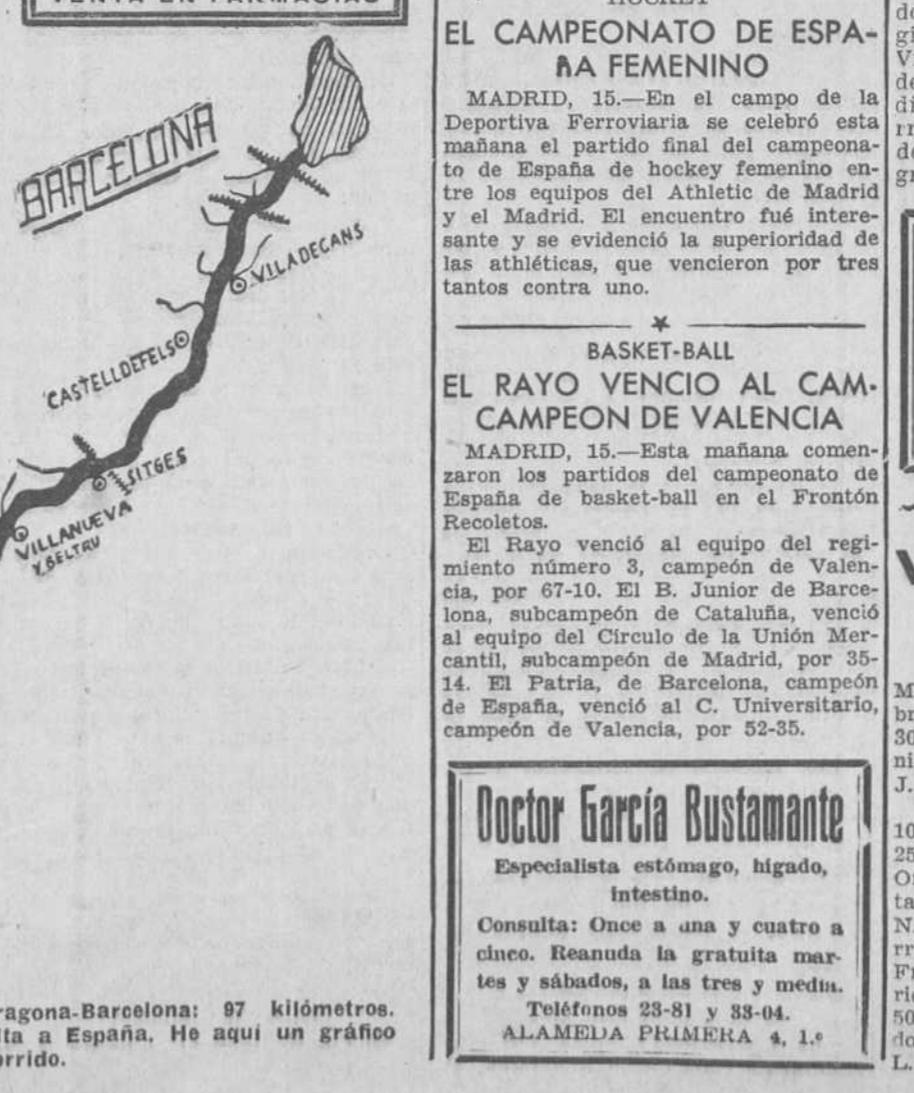 VENTA EN FARMACIAS
BARCELONA
VILADECANS
CASTELLDEFELS
SITGES
VILLANUEVA
Y BELTRU
ragona-Barcelona: 97 kilómetros.
lta a España. He aquí un gráfico
orrido.
HOCKEY
EL CAMPEONATO DE ESPA-
ÑA FEMENINO
MADRID, 15.—En el campo de la
Deportiva Ferroviaria se celebró esta
mañana el partido final del campeona-
to de España de hockey femenino en-
tre los equipos del Athletic de Madrid
y el Madrid. El encuentro fué intere-
sante y se evidenció la superioridad de
las athléticas, que vencieron por tres
tantos contra uno.
BASKET-BALL
EL RAYO VENCIO AL CAM-
CAMPEON DE VALENCIA
MADRID, 15.—Esta mañana comen-
zaron los partidos del campeonato de
España de basket-ball en el Frontón
Recoletos.
El Rayo venció al equipo del regi-
miento número 3, campeón de Valen-
cia, por 67-10. El B. Junior de Barce-
lona, subcampeón de Cataluña, venció
al equipo del Círculo de la Unión Mer-
cantil, subcampeón de Madrid, por 35-
14. El Patria, de Barcelona, campeón
de España, venció al C. Universitario,
campeón de Valencia, por 52-35.
Doctor García Bustamante
Especialista estómago, hígado,
intestino.
Consulta: Once a una y cuatro a
cinco. Reanuda la gratuita mar-
tes y sábados, a las tres y media.
Teléfonos 23-81 y 33-04.
ALAMEDA PRIMERA 4, 1.º